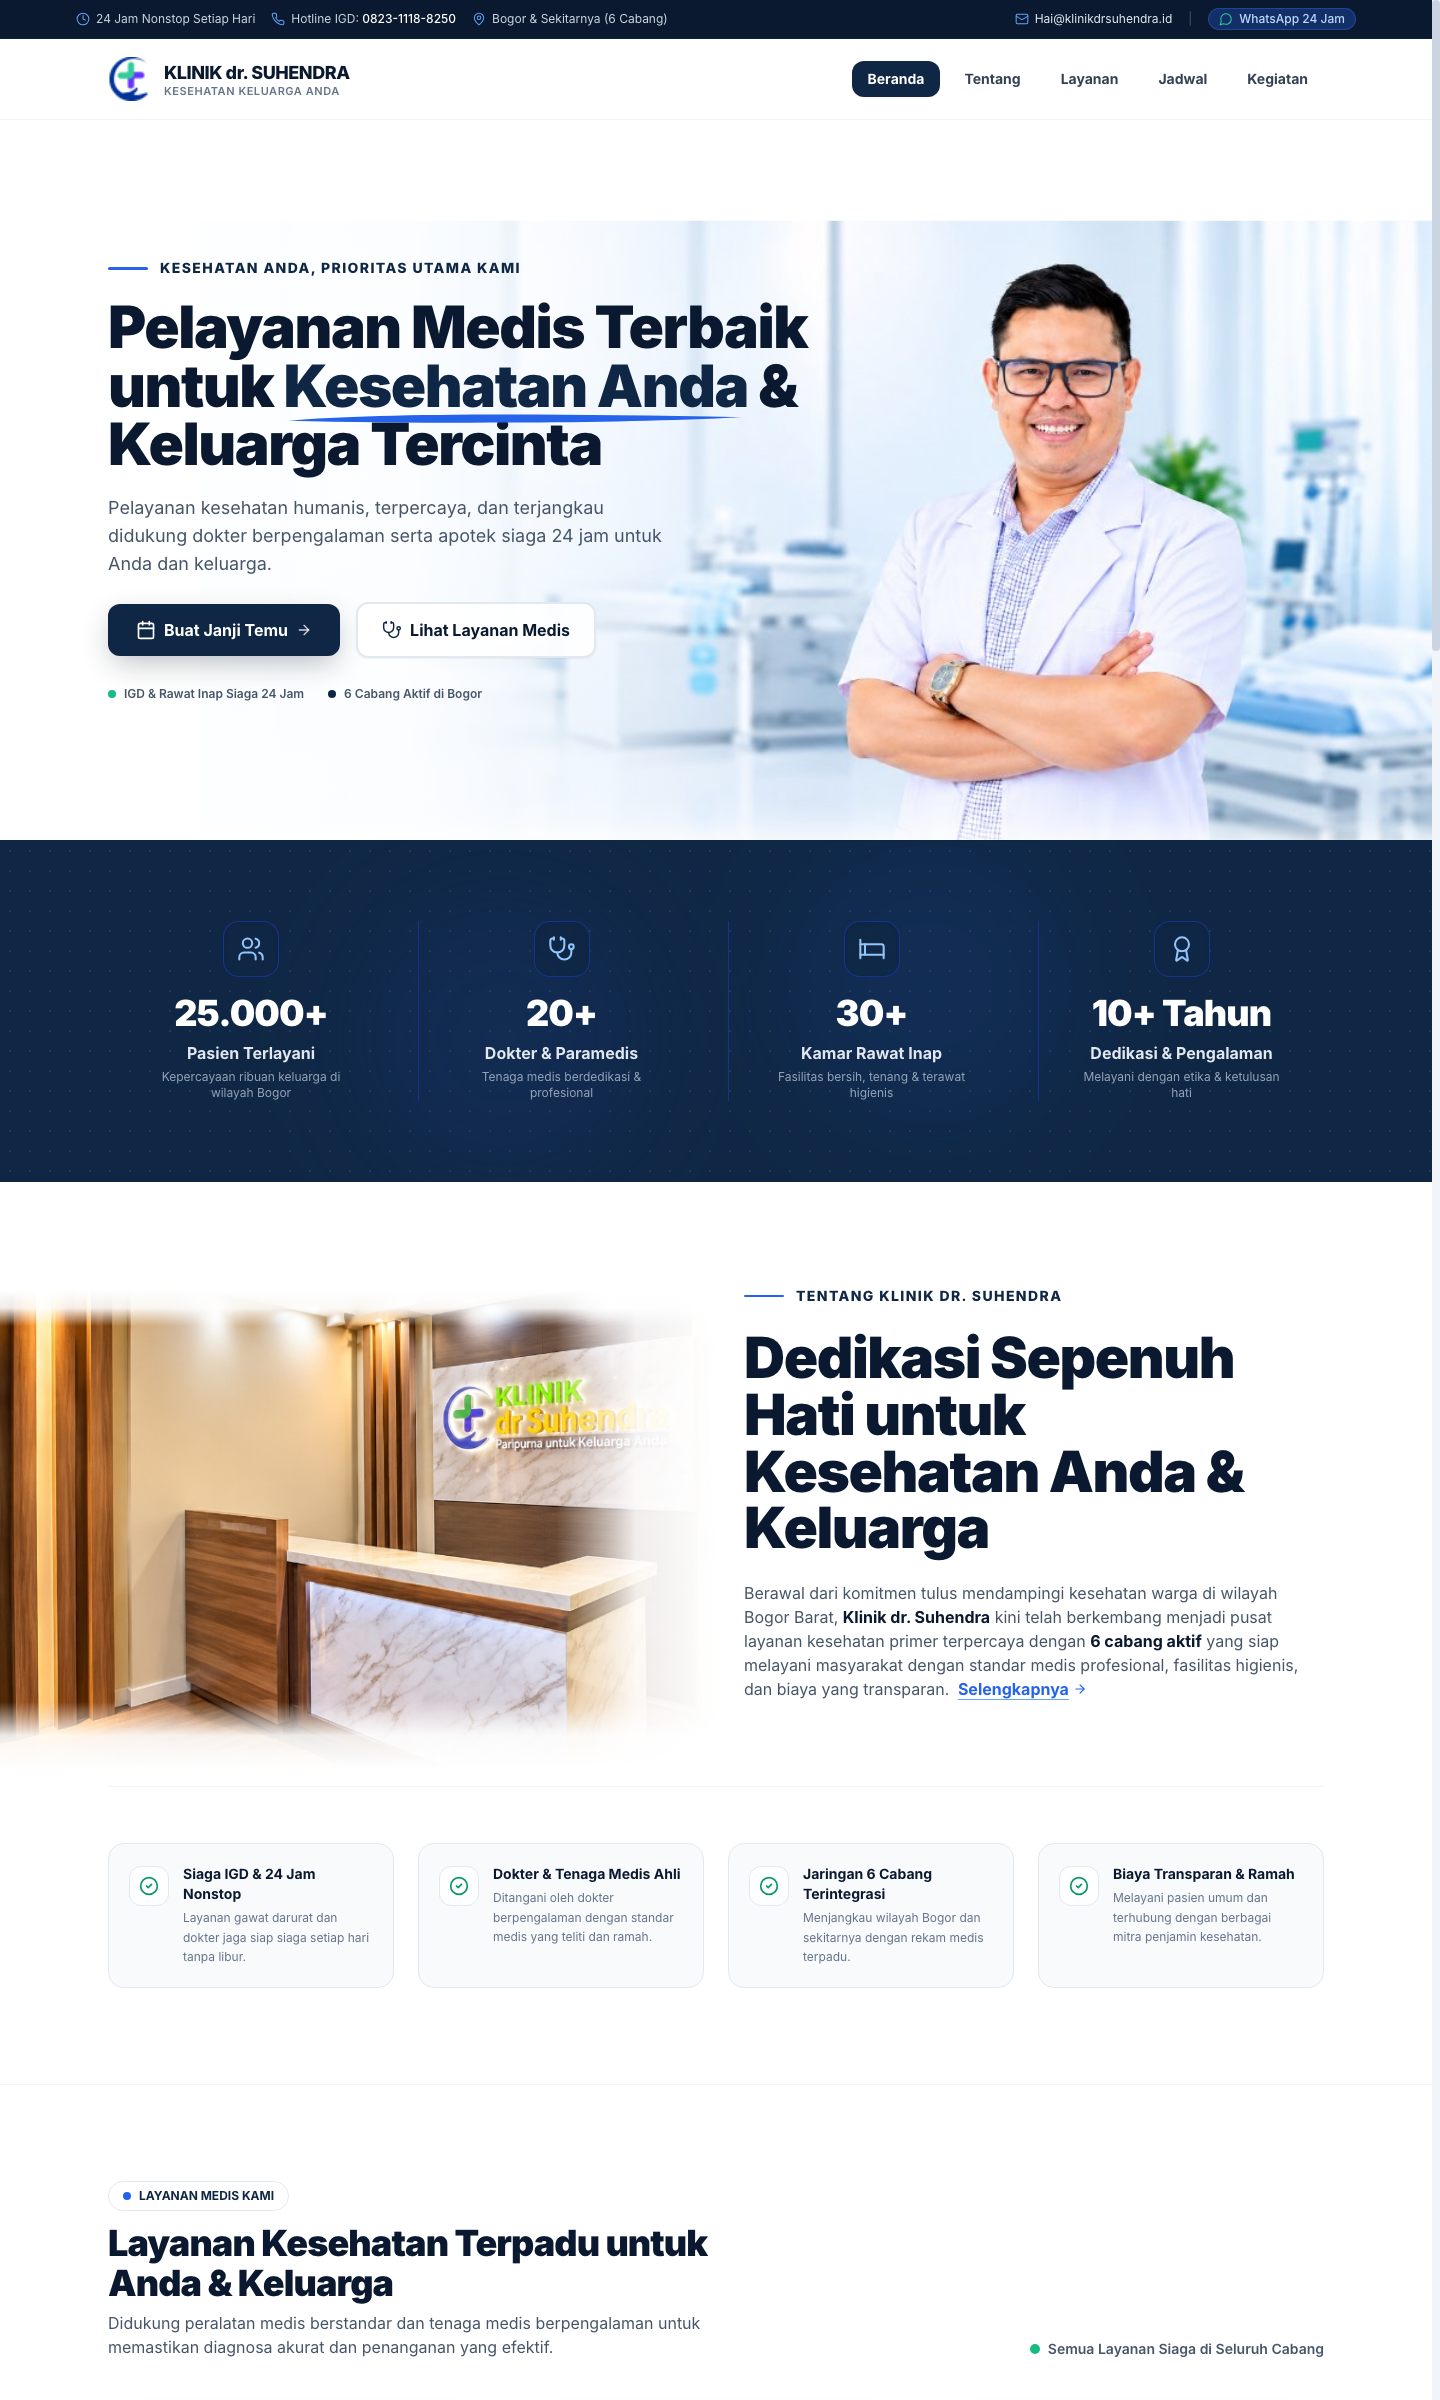 24 Jam Nonstop Setiap Hari
Hotline IGD: 0823-1118-8250
Bogor & Sekitarnya (6 Cabang)
Hai@klinikdrsuhendra.id
WhatsApp 24 Jam
KLINIK dr. SUHENDRA
KESEHATAN KELUARGA ANDA
Beranda
Tentang
Layanan
Jadwal
Kegiatan
KESEHATAN ANDA, PRIORITAS UTAMA KAMI
Pelayanan Medis Terbaik
untuk Kesehatan Anda &
Keluarga Tercinta
Pelayanan kesehatan humanis, terpercaya, dan terjangkau
didukung dokter berpengalaman serta apotek siaga 24 jam untuk
Anda dan keluarga.
Buat Janji Temu
Lihat Layanan Medis
IGD & Rawat Inap Siaga 24 Jam
6 Cabang Aktif di Bogor
25.000+
Pasien Terlayani
Kepercayaan ribuan keluarga di
wilayah Bogor
20+
Dokter & Paramedis
Tenaga medis berdedikasi &
profesional
30+
Kamar Rawat Inap
Fasilitas bersih, tenang & terawat
higienis
10+ Tahun
Dedikasi & Pengalaman
Melayani dengan etika & ketulusan
hati
KLINIK
dr Suhendra
Paripurna untuk Keluarga Anda
TENTANG KLINIK DR. SUHENDRA
Dedikasi Sepenuh
Hati untuk
Kesehatan Anda &
Keluarga
Berawal dari komitmen tulus mendampingi kesehatan warga di wilayah
Bogor Barat, Klinik dr. Suhendra kini telah berkembang menjadi pusat
layanan kesehatan primer terpercaya dengan 6 cabang aktif yang siap
melayani masyarakat dengan standar medis profesional, fasilitas higienis,
dan biaya yang transparan. Selengkapnya
Siaga IGD & 24 Jam
Nonstop
Layanan gawat darurat dan
dokter jaga siap siaga setiap hari
tanpa libur.
Dokter & Tenaga Medis Ahli
Ditangani oleh dokter
berpengalaman dengan standar
medis yang teliti dan ramah.
Jaringan 6 Cabang
Terintegrasi
Menjangkau wilayah Bogor dan
sekitarnya dengan rekam medis
terpadu.
Biaya Transparan & Ramah
Melayani pasien umum dan
terhubung dengan berbagai
mitra penjamin kesehatan.
LAYANAN MEDIS KAMI
Layanan Kesehatan Terpadu untuk
Anda & Keluarga
Didukung peralatan medis berstandar dan tenaga medis berpengalaman untuk
memastikan diagnosa akurat dan penanganan yang efektif.
Semua Layanan Siaga di Seluruh Cabang